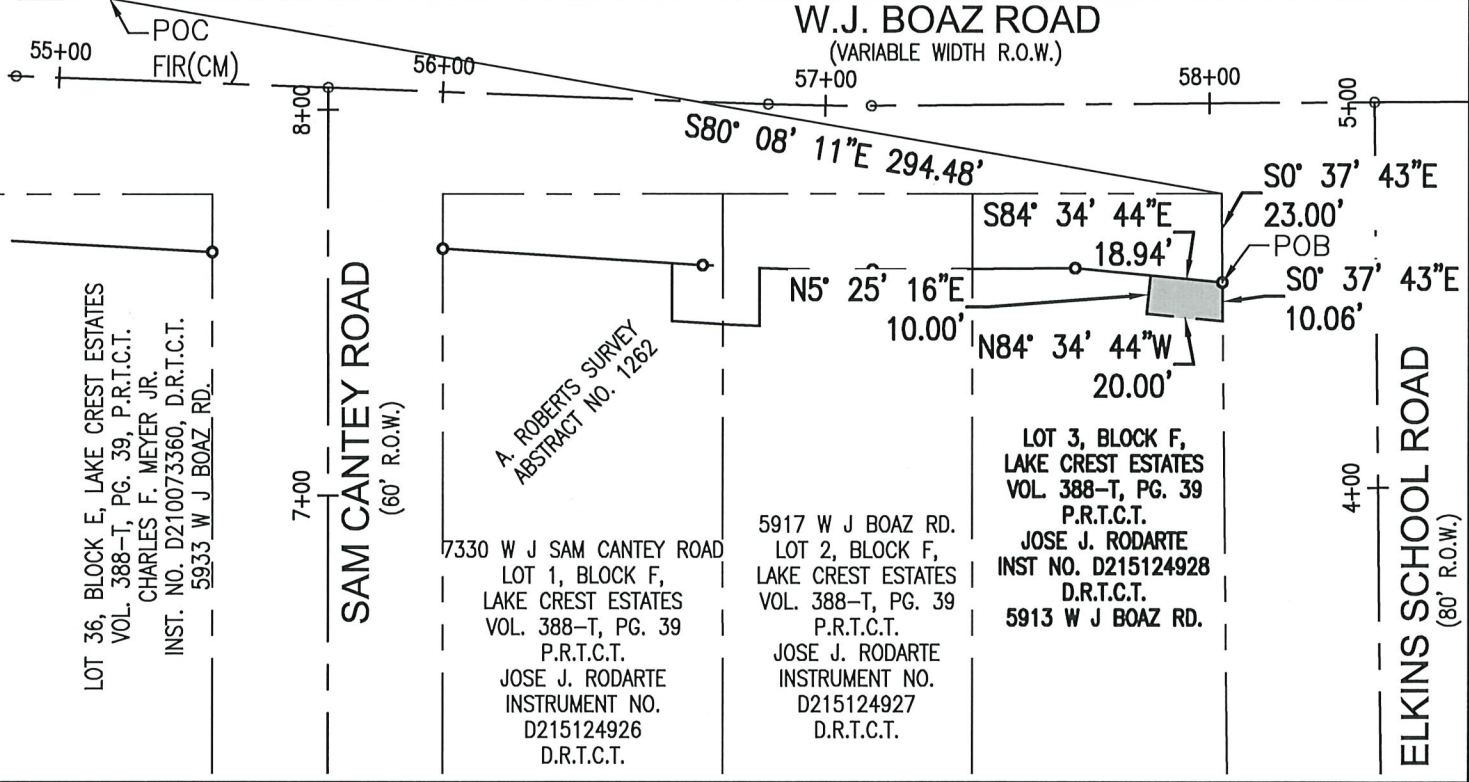 W.J. BOAZ ROAD
(VARIABLE WIDTH R.O.W.)
POC
FIR(CM)
55+00
56+00
57+00
58+00
8+00
5+00
S80° 08' 11"E 294.48'
S0° 37' 43"E
23.00'
S84° 34' 44"E
18.94'
POB
S0° 37' 43"E
10.06'
N5° 25' 16"E
10.00'
N84° 34' 44"W
20.00'
LOT 36, BLOCK E, LAKE CREST ESTATES
VOL. 388-T, PG. 39, P.R.T.C.T.
CHARLES F. MEYER JR.
INST. NO. D210073360, D.R.T.C.T.
5933 W J BOAZ RD.
7+00
SAM CANTEY ROAD
(60' R.O.W.)
A. ROBERTS SURVEY
ABSTRACT NO. 1262
7330 W J SAM CANTEY ROAD
LOT 1, BLOCK F,
LAKE CREST ESTATES
VOL. 388-T, PG. 39
P.R.T.C.T.
JOSE J. RODARTE
INSTRUMENT NO.
D215124926
D.R.T.C.T.
5917 W J BOAZ RD.
LOT 2, BLOCK F,
LAKE CREST ESTATES
VOL. 388-T, PG. 39
P.R.T.C.T.
JOSE J. RODARTE
INSTRUMENT NO.
D215124927
D.R.T.C.T.
LOT 3, BLOCK F,
LAKE CREST ESTATES
VOL. 388-T, PG. 39
P.R.T.C.T.
JOSE J. RODARTE
INST NO. D215124928
D.R.T.C.T.
5913 W J BOAZ RD.
4+00
ELKINS SCHOOL ROAD
(80' R.O.W.)